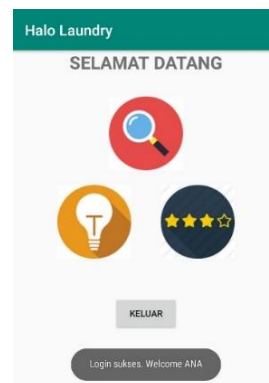 Halo Laundry
SELAMAT DATANG
T
KELUAR
Login sukses. Welcome ANA